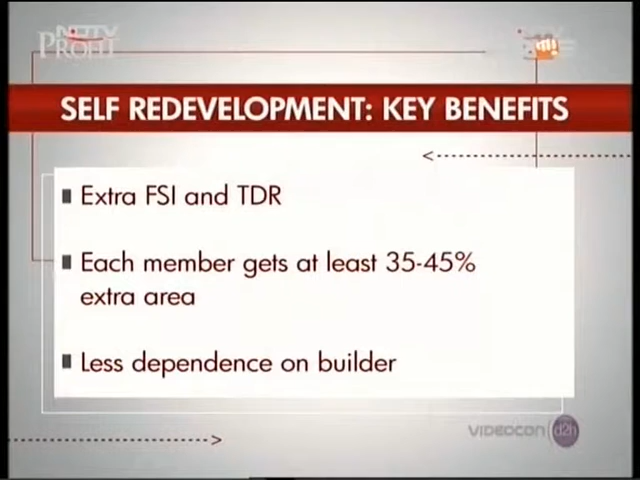 NDTV
PROFIT
SELF REDEVELOPMENT: KEY BENEFITS
Extra FSI and TDR
Each member gets at least 35-45%
extra area
Less dependence on builder
VIDEOCON d2h